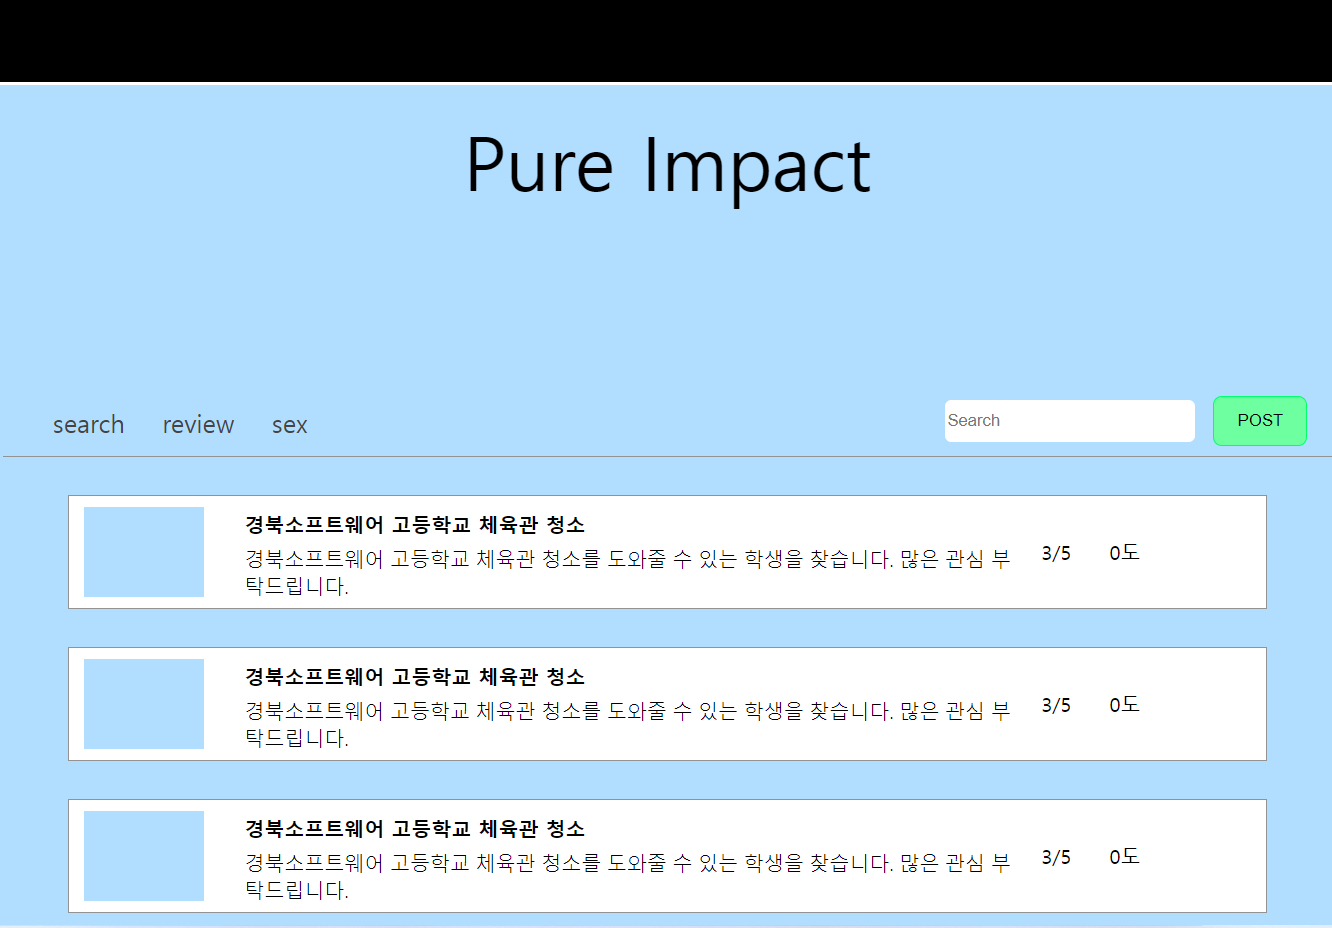 Pure Impact
search review sex Search POST
경북소프트웨어 고등학교 체육관 청소
경북소프트웨어 고등학교 체육관 청소를 도와줄 수 있는 학생을 찾습니다. 많은 관심 부
탁드립니다.
3/5 0도
경북소프트웨어 고등학교 체육관 청소
경북소프트웨어 고등학교 체육관 청소를 도와줄 수 있는 학생을 찾습니다. 많은 관심 부
탁드립니다.
3/5 0도
경북소프트웨어 고등학교 체육관 청소
경북소프트웨어 고등학교 체육관 청소를 도와줄 수 있는 학생을 찾습니다. 많은 관심 부
탁드립니다.
3/5 0도